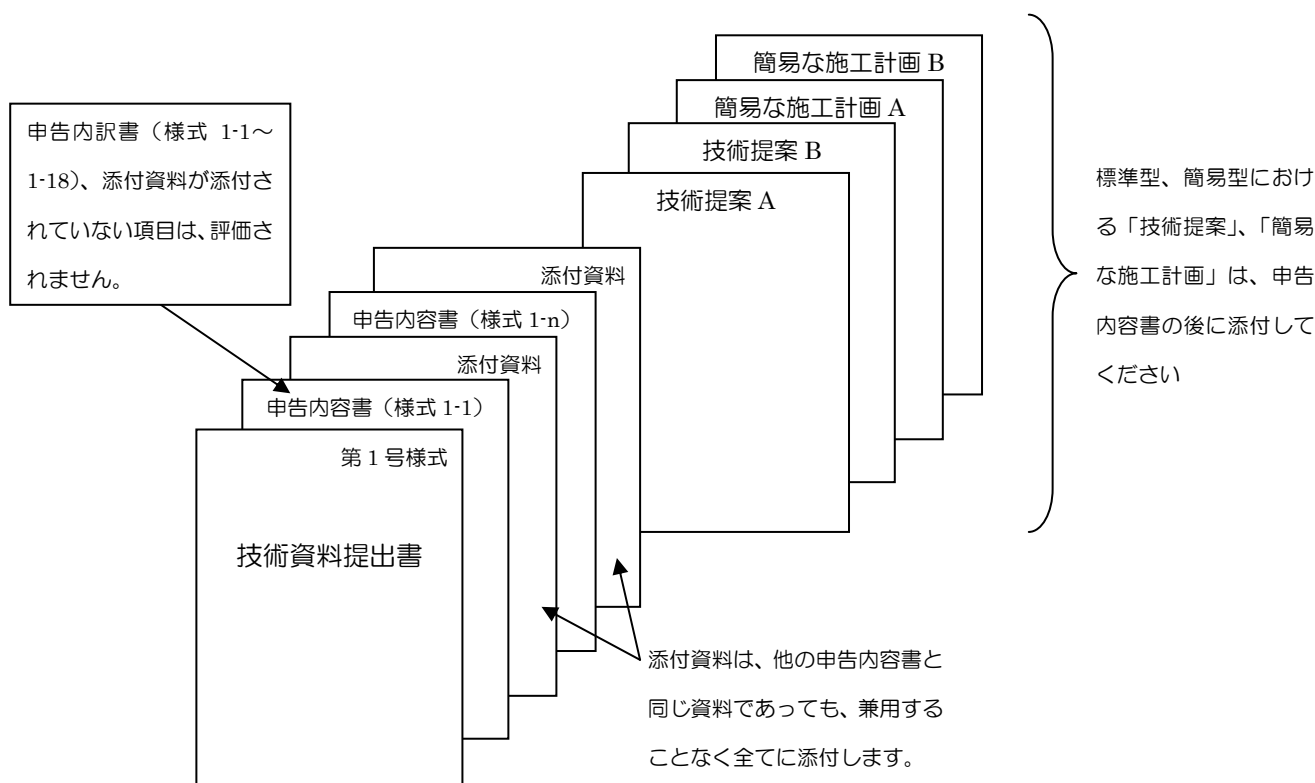 簡易な施工計画 B
簡易な施工計画 A
技術提案 B
技術提案 A
申告内訳書（様式 1-1～
1-18）、添付資料が添付さ
れていない項目は、評価さ
れません。
標準型、簡易型におけ
る「技術提案」、「簡易
な施工計画」は、申告
内容書の後に添付して
ください
添付資料
申告内容書（様式 1-n）
添付資料
申告内容書（様式 1-1）
第 1 号様式
技術資料提出書
添付資料は、他の申告内容書と
同じ資料であっても、兼用する
ことなく全てに添付します。